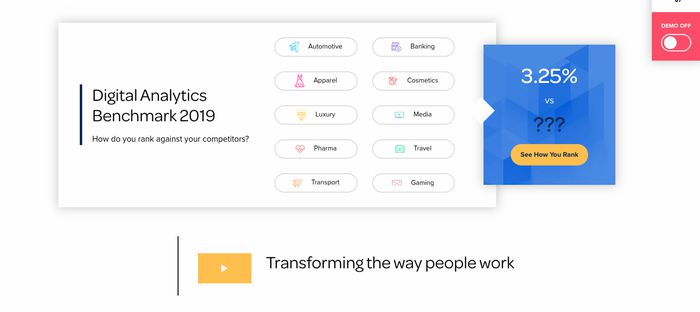 DEMO OFF
Digital Analytics
Benchmark 2019
How do you rank against your competitors?
Automotive
Banking
Apparel
Cosmetics
Luxury
Media
Pharma
Travel
Transport
Gaming
3.25%
VS
???
See How You Rank
Transforming the way people work